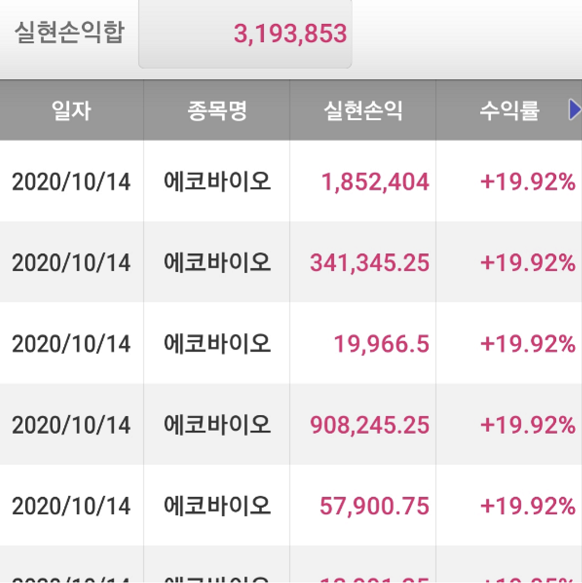 실현손익합 3,193,853
일자 종목명 실현손익 수익률
2020/10/14 에코바이오 1,852,404 +19.92%
2020/10/14 에코바이오 341,345.25 +19.92%
2020/10/14 에코바이오 19,966.5 +19.92%
2020/10/14 에코바이오 908,245.25 +19.92%
2020/10/14 에코바이오 57,900.75 +19.92%